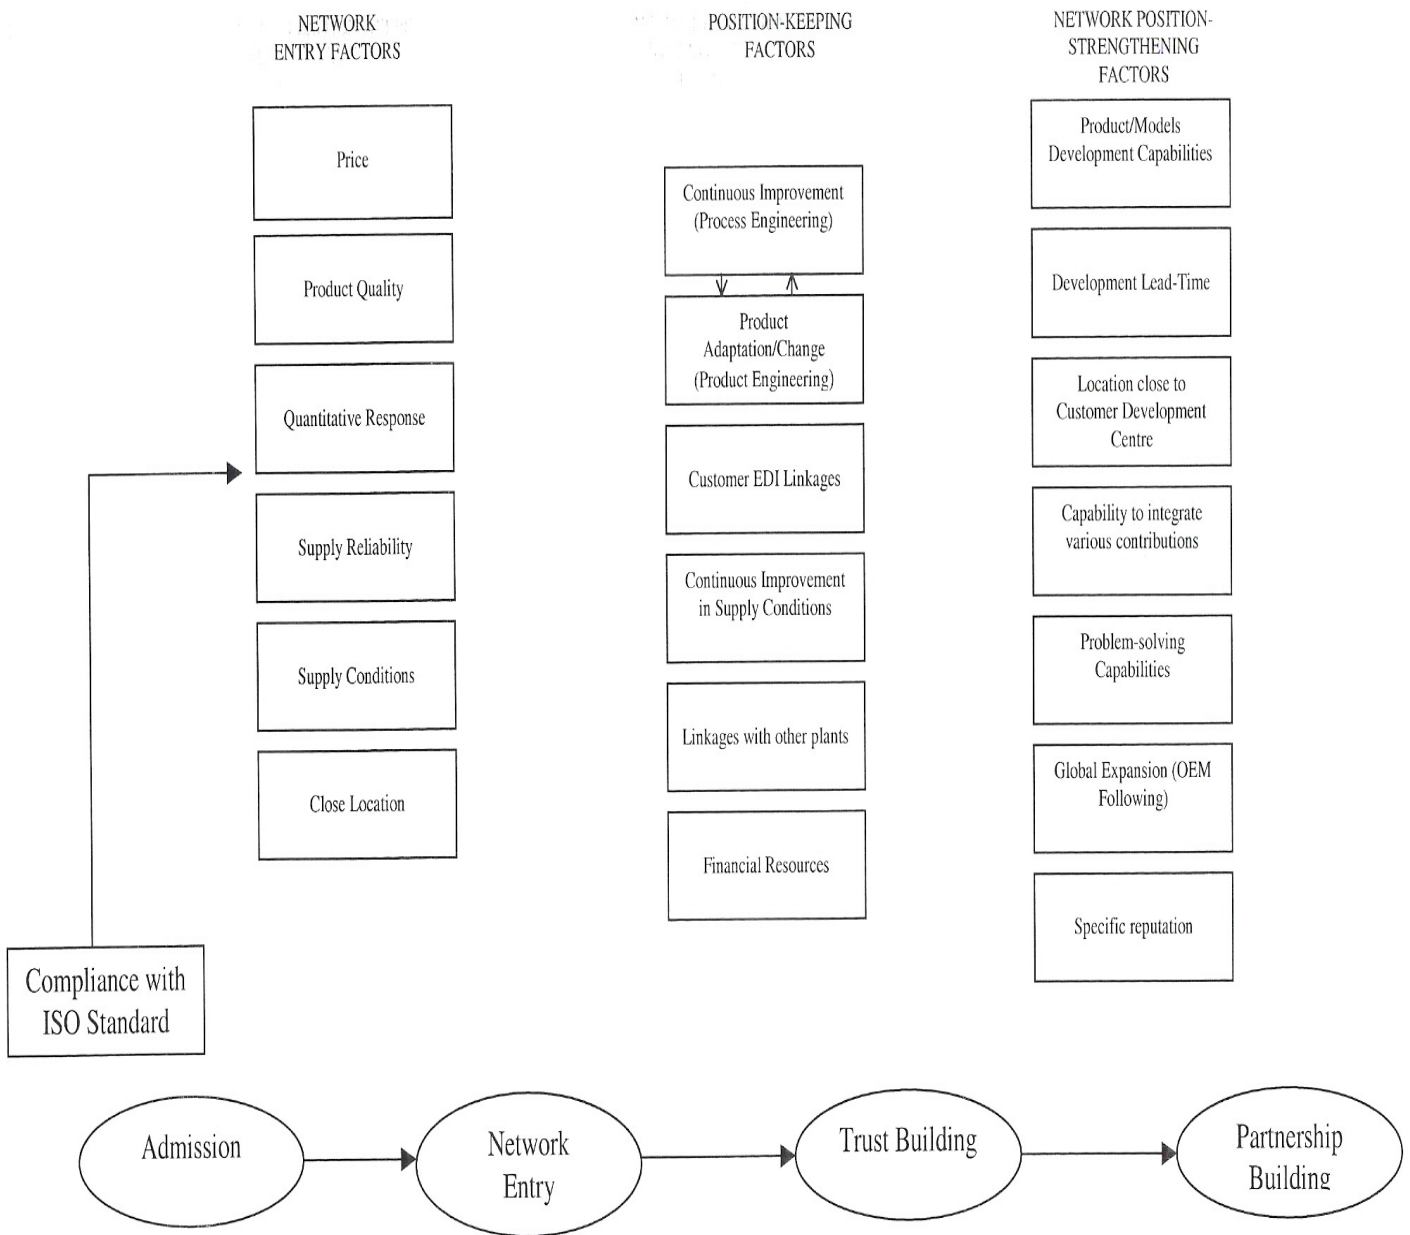 NETWORK
ENTRY FACTORS
Price
Product Quality
Quantitative Response
Supply Reliability
Supply Conditions
Close Location
POSITION-KEEPING
FACTORS
Continuous Improvement
(Process Engineering)
Product
Adaptation/Change
(Product Engineering)
Customer EDI Linkages
Continuous Improvement
in Supply Conditions
Linkages with other plants
Financial Resources
NETWORK POSITION-
STRENGTHENING
FACTORS
Product/Models
Development Capabilities
Development Lead-Time
Location close to
Customer Development
Centre
Capability to integrate
various contributions
Problem-solving
Capabilities
Global Expansion (OEM
Following)
Specific reputation
Compliance with
ISO Standard
Admission
Network
Entry
Trust Building
Partnership
Building